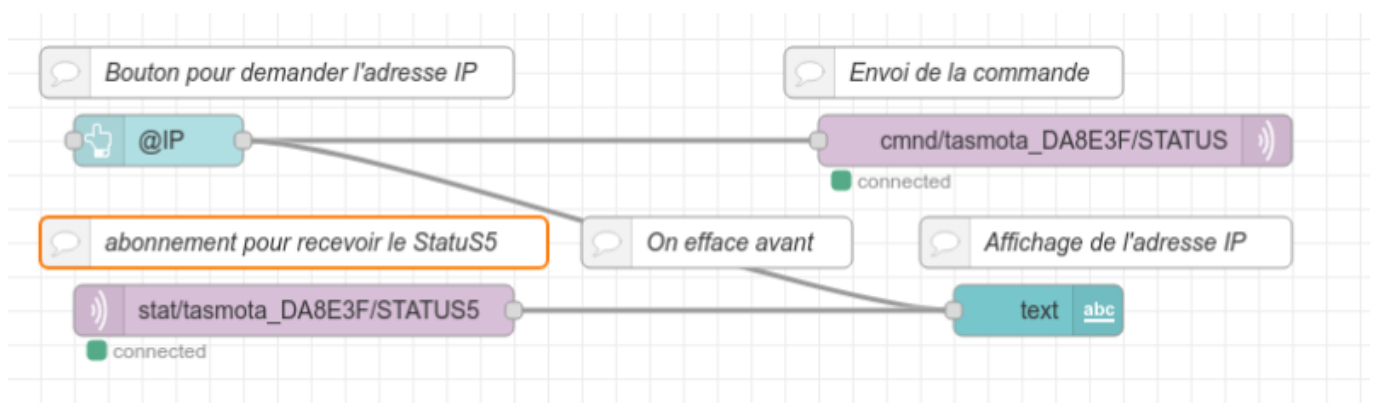 Bouton pour demander l'adresse IP
Envoi de la commande
@IP
cmnd/tasmota_DA8E3F/STATUS
connected
abonnement pour recevoir le StatuS5
On efface avant
Affichage de l'adresse IP
stat/tasmota_DA8E3F/STATUS5
text
abc
connected